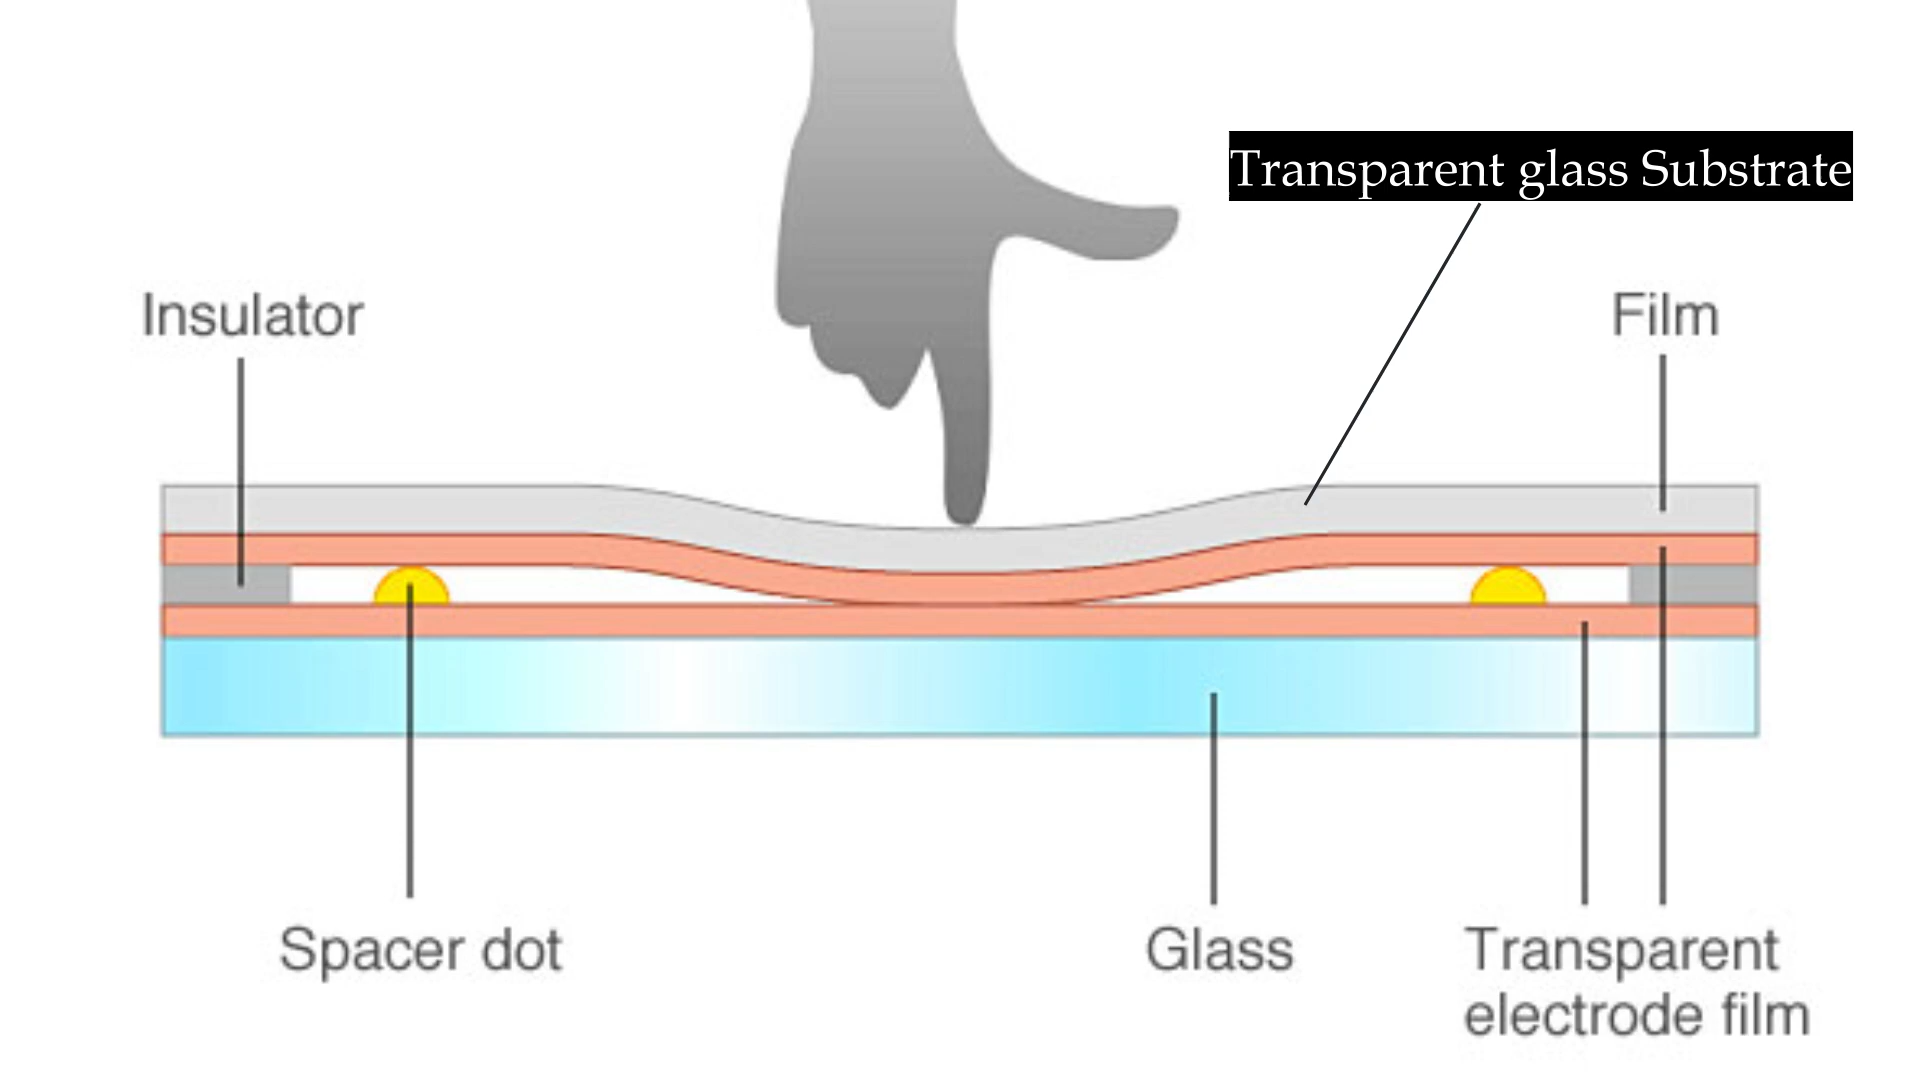 Transparent glass Substrate
Insulator
Film
Spacer dot
Glass
Transparent
electrode film